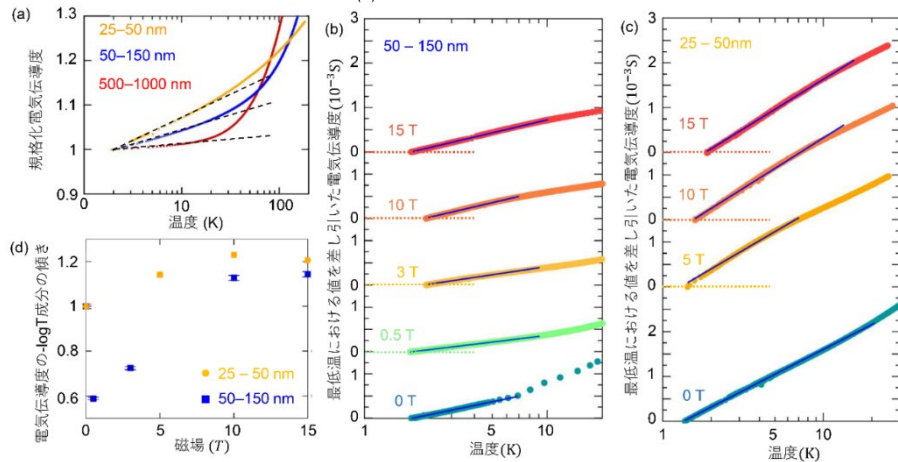 (a)
1.3
1.2
1.1
1.0
0.9
規格化電気伝導度
25–50 nm
50–150 nm
500–1000 nm
1
10
100
温度 (K)
(d)
1.2
1.0
0.8
0.6
電気伝導度の-logT成分の傾き
25 – 50 nm
50–150 nm
0
5
10
15
磁場 (T)
(b)
最低温における値を差し引いた電気伝導度(10⁻³S)
50 – 150 nm
3
2
1
0
1
0
1
0
1
0
1
0
15 T
10 T
3 T
0.5 T
0 T
1
10
温度(K)
(c)
最低温における値を差し引いた電気伝導度(10⁻³S)
25 – 50nm
3
2
1
0
1
0
1
0
2
1
0
15 T
10 T
5 T
0 T
1
10
温度(K)